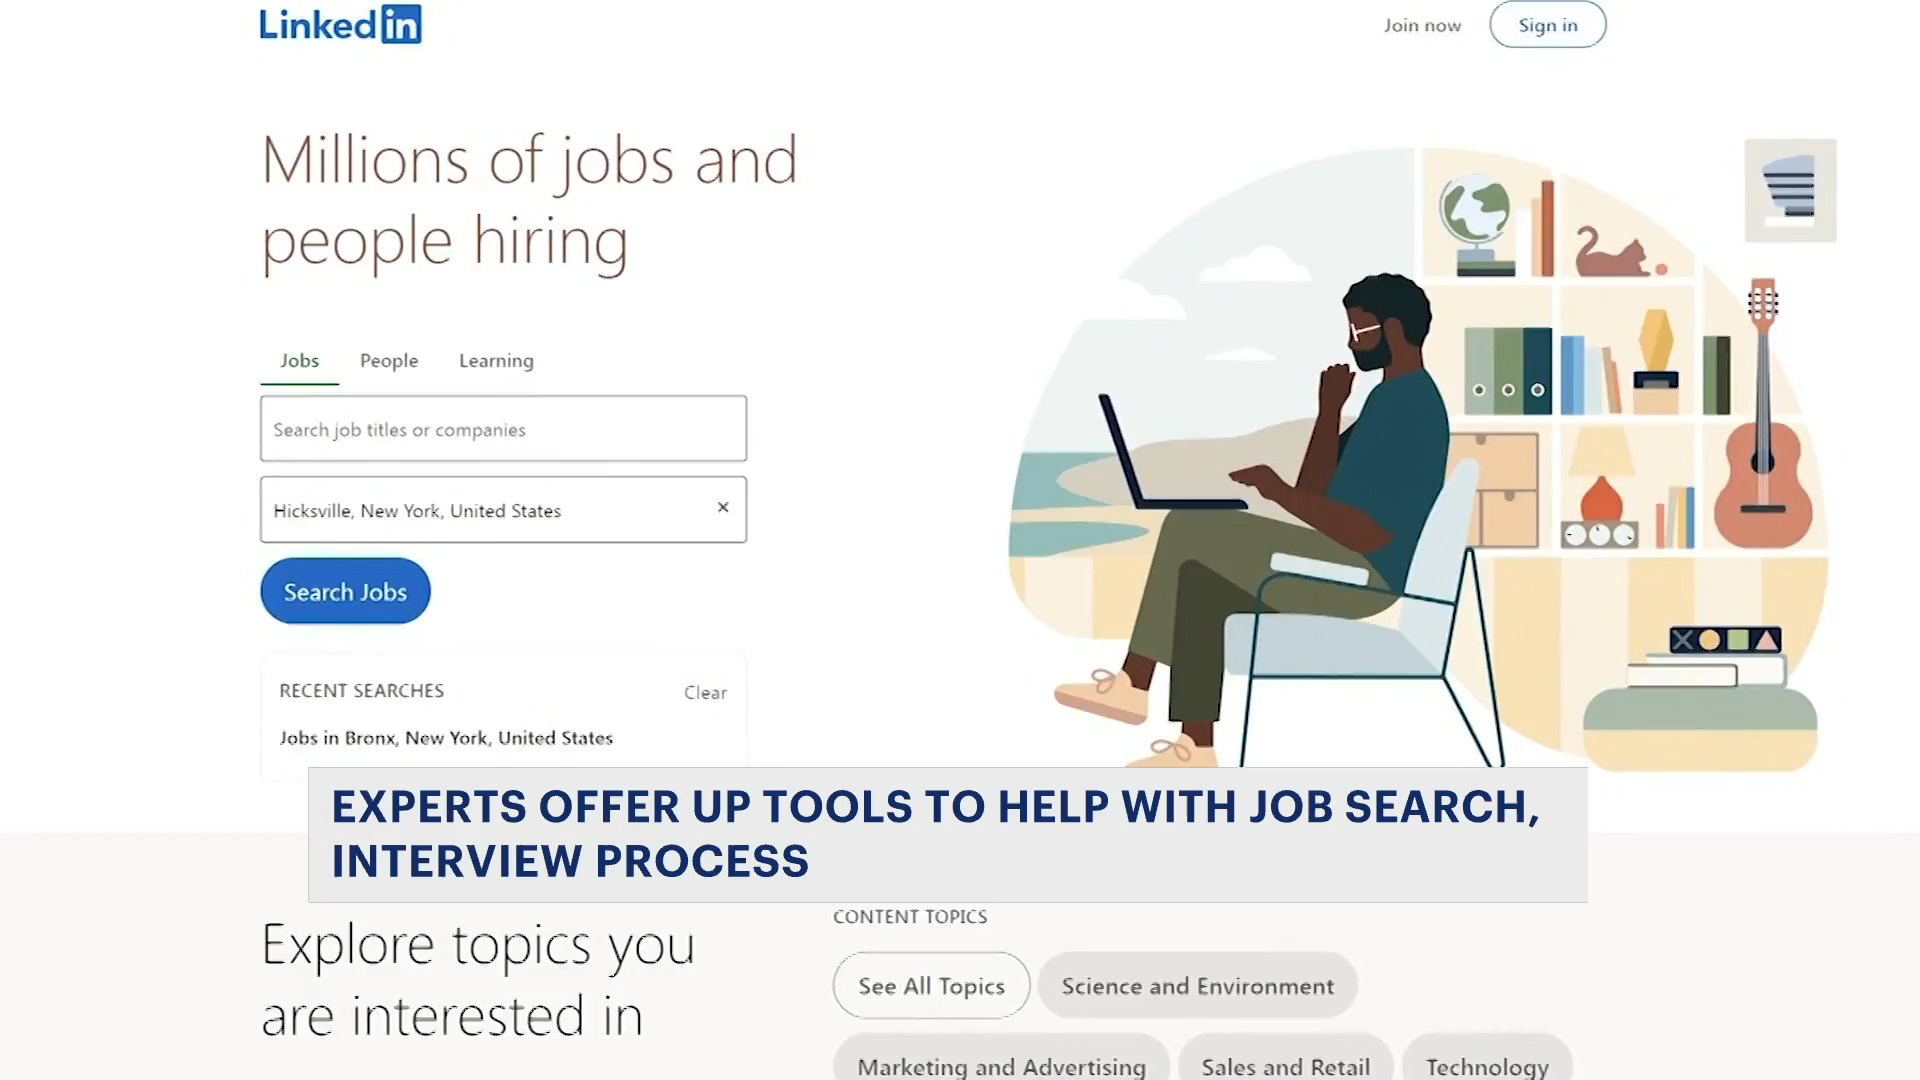 LinkedIn
Join now
Sign in
Millions of jobs and
people hiring
Jobs People Learning
Search job titles or companies
Hicksville, New York, United States
Search Jobs
RECENT SEARCHES
Clear
Jobs in Bronx, New York, United States
EXPERTS OFFER UP TOOLS TO HELP WITH JOB SEARCH,
INTERVIEW PROCESS
Explore topics you
are interested in
CONTENT TOPICS
See All Topics
Science and Environment
Marketing and Advertising
Sales and Retail
Technology